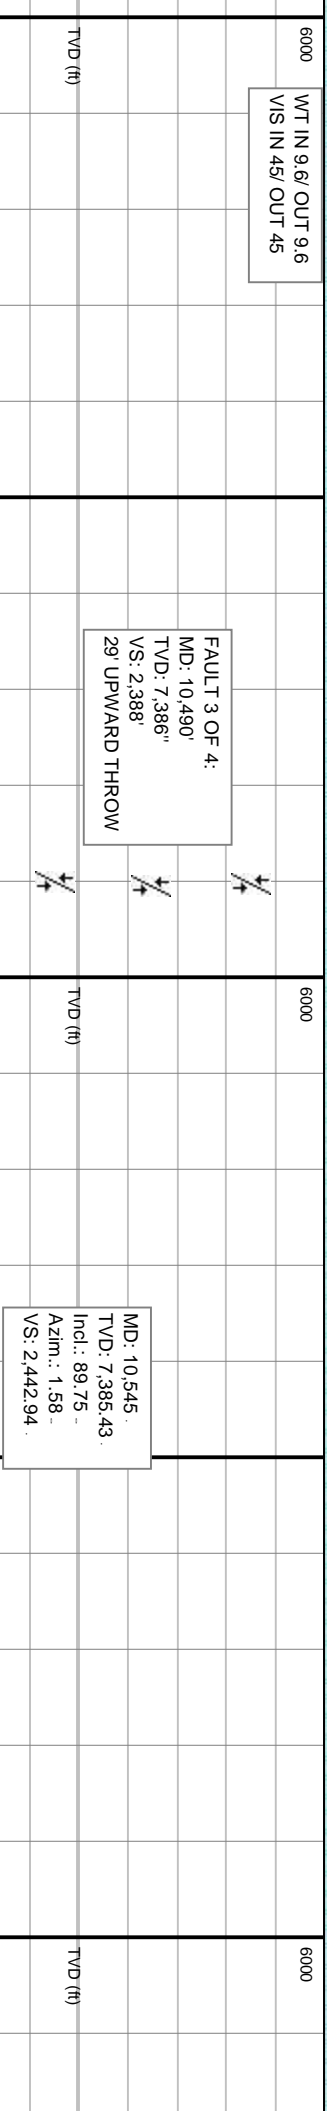 6000
TVD (ft)
WT IN 9.6/ OUT 9.6
VIS IN 45/ OUT 45
FAULT 3 OF 4:
MD: 10,490'
TVD: 7,386"
VS: 2,388'
29' UPWARD THROW
6000
TVD (ft)
MD: 10,545
TVD: 7,385.43
Incl.: 89.75
Azim.: 1.58
VS: 2,442.94
6000
TVD (ft)